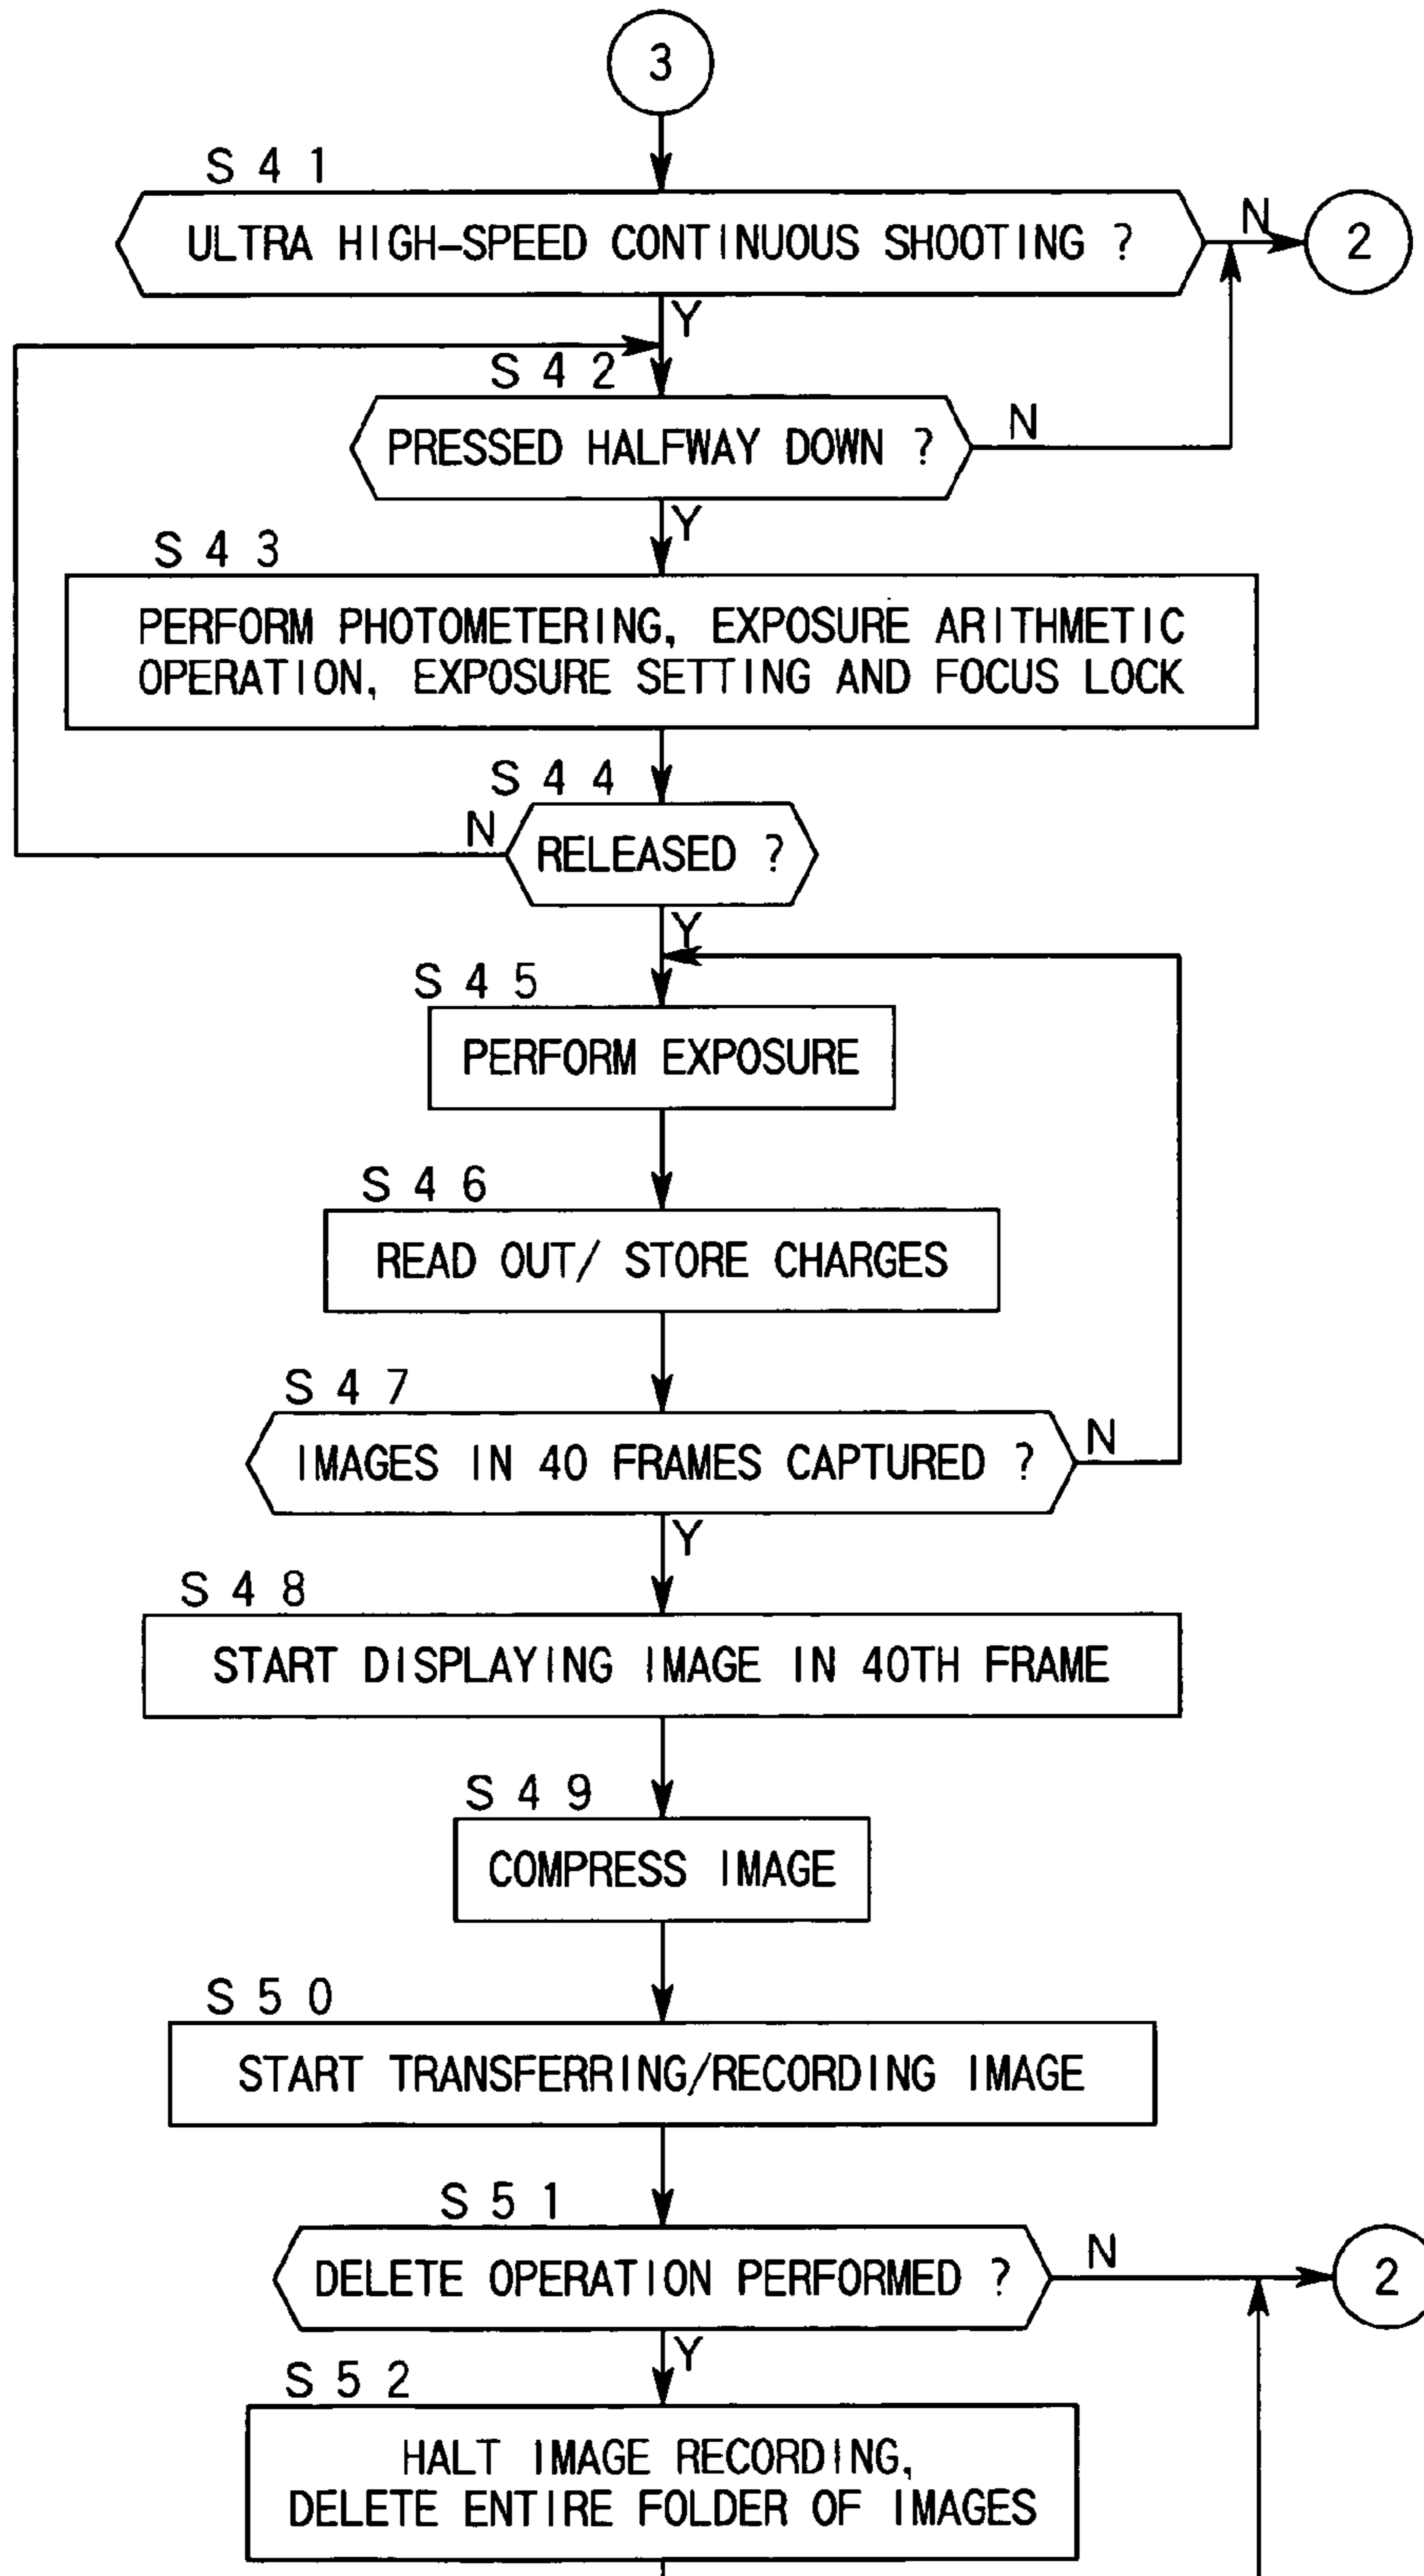 3
S41
ULTRA HIGH-SPEED CONTINUOUS SHOOTING ?
N
2
Y
S42
PRESSED HALFWAY DOWN ?
N
Y
S43
PERFORM PHOTOMETERING, EXPOSURE ARITHMETIC
OPERATION, EXPOSURE SETTING AND FOCUS LOCK
S44
N
RELEASED ?
Y
S45
PERFORM EXPOSURE
S46
READ OUT/ STORE CHARGES
S47
IMAGES IN 40 FRAMES CAPTURED ?
N
Y
S48
START DISPLAYING IMAGE IN 40TH FRAME
S49
COMPRESS IMAGE
S50
START TRANSFERRING/RECORDING IMAGE
S51
DELETE OPERATION PERFORMED ?
N
2
Y
S52
HALT IMAGE RECORDING,
DELETE ENTIRE FOLDER OF IMAGES